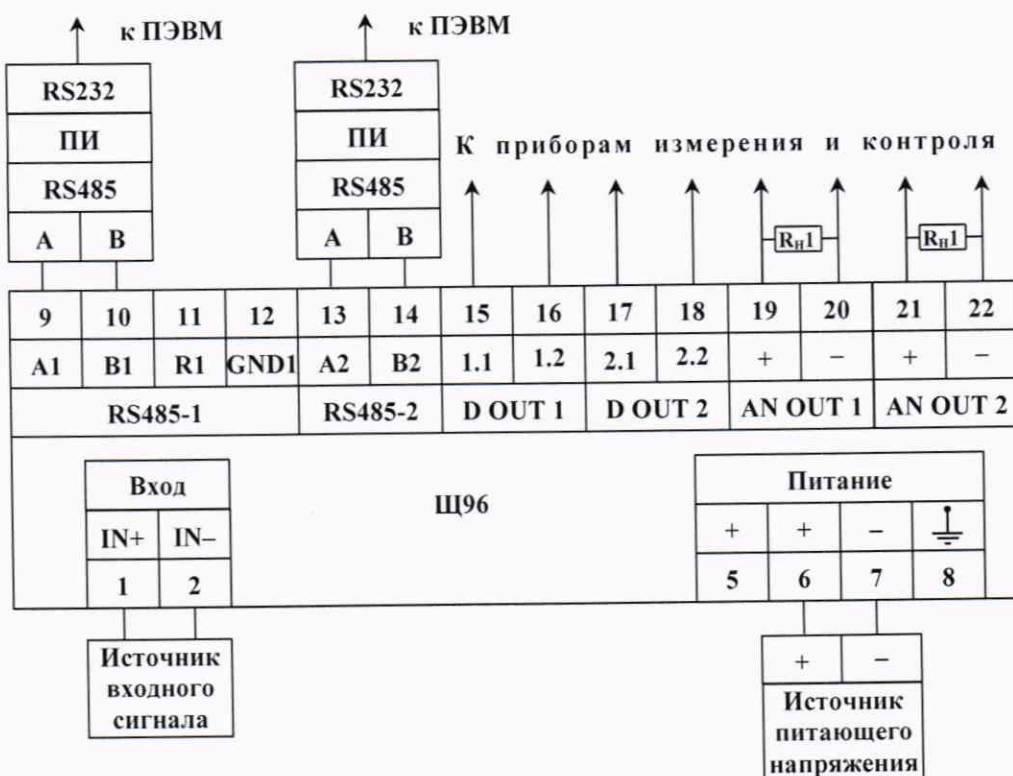 к ПЭВМ
к ПЭВМ
RS232
RS232
ПИ
ПИ
К приборам измерения и контроля
RS485
RS485
A B
A B
Rн1
Rн1
9 10 11 12 13 14 15 16 17 18 19 20 21 22
A1 B1 R1 GND1 A2 B2 1.1 1.2 2.1 2.2 + − + −
RS485-1 RS485-2 D OUT 1 D OUT 2 AN OUT 1 AN OUT 2
Вход
Щ96
Питание
IN+ IN–
+ + −
1 2
5 6 7 8
Источник
входного
сигнала
+ −
Источник
питающего
напряжения